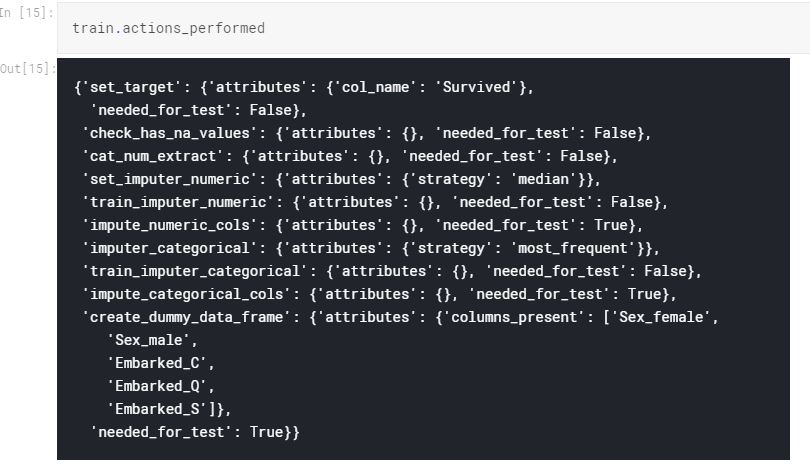 In [15]:
train.actions_performed
Out[15]:
{'set_target': {'attributes': {'col_name': 'Survived'},
'needed_for_test': False},
'check_has_na_values': {'attributes': {}, 'needed_for_test': False},
'cat_num_extract': {'attributes': {}, 'needed_for_test': False},
'set_imputer_numeric': {'attributes': {'strategy': 'median'}},
'train_imputer_numeric': {'attributes': {}, 'needed_for_test': False},
'impute_numeric_cols': {'attributes': {}, 'needed_for_test': True},
'imputer_categorical': {'attributes': {'strategy': 'most_frequent'}},
'train_imputer_categorical': {'attributes': {}, 'needed_for_test': False},
'impute_categorical_cols': {'attributes': {}, 'needed_for_test': True},
'create_dummy_data_frame': {'attributes': {'columns_present': ['Sex_female',
'Sex_male',
'Embarked_C',
'Embarked_Q',
'Embarked_S']},
'needed_for_test': True}}